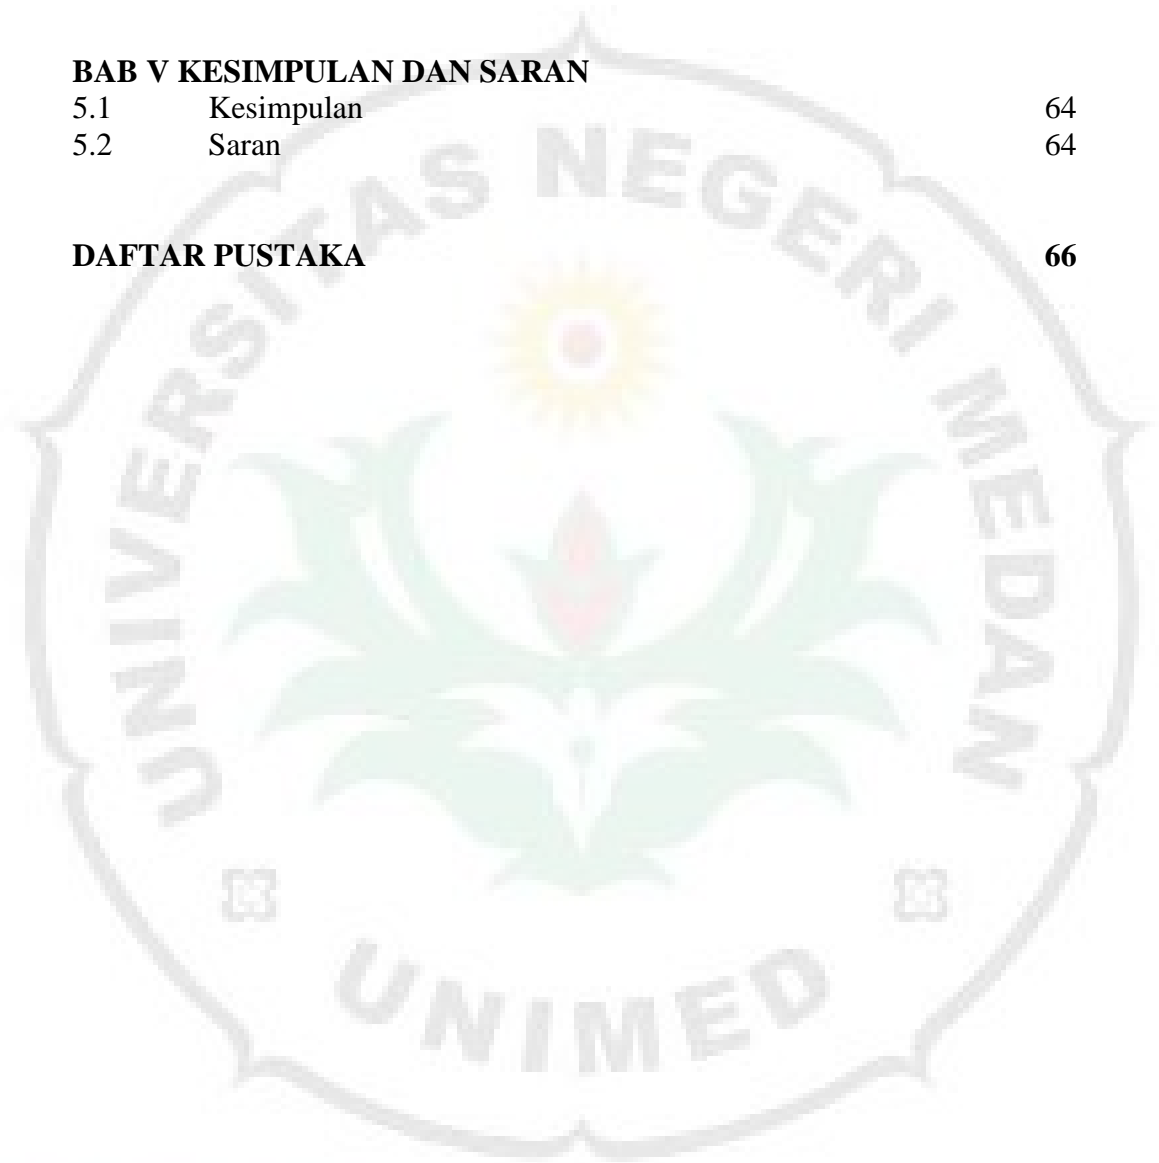 BAB V KESIMPULAN DAN SARAN
5.1 Kesimpulan 64
5.2 Saran 64
DAFTAR PUSTAKA 66
UNIVERSITAS NEGERI MEDAN
UNIMED